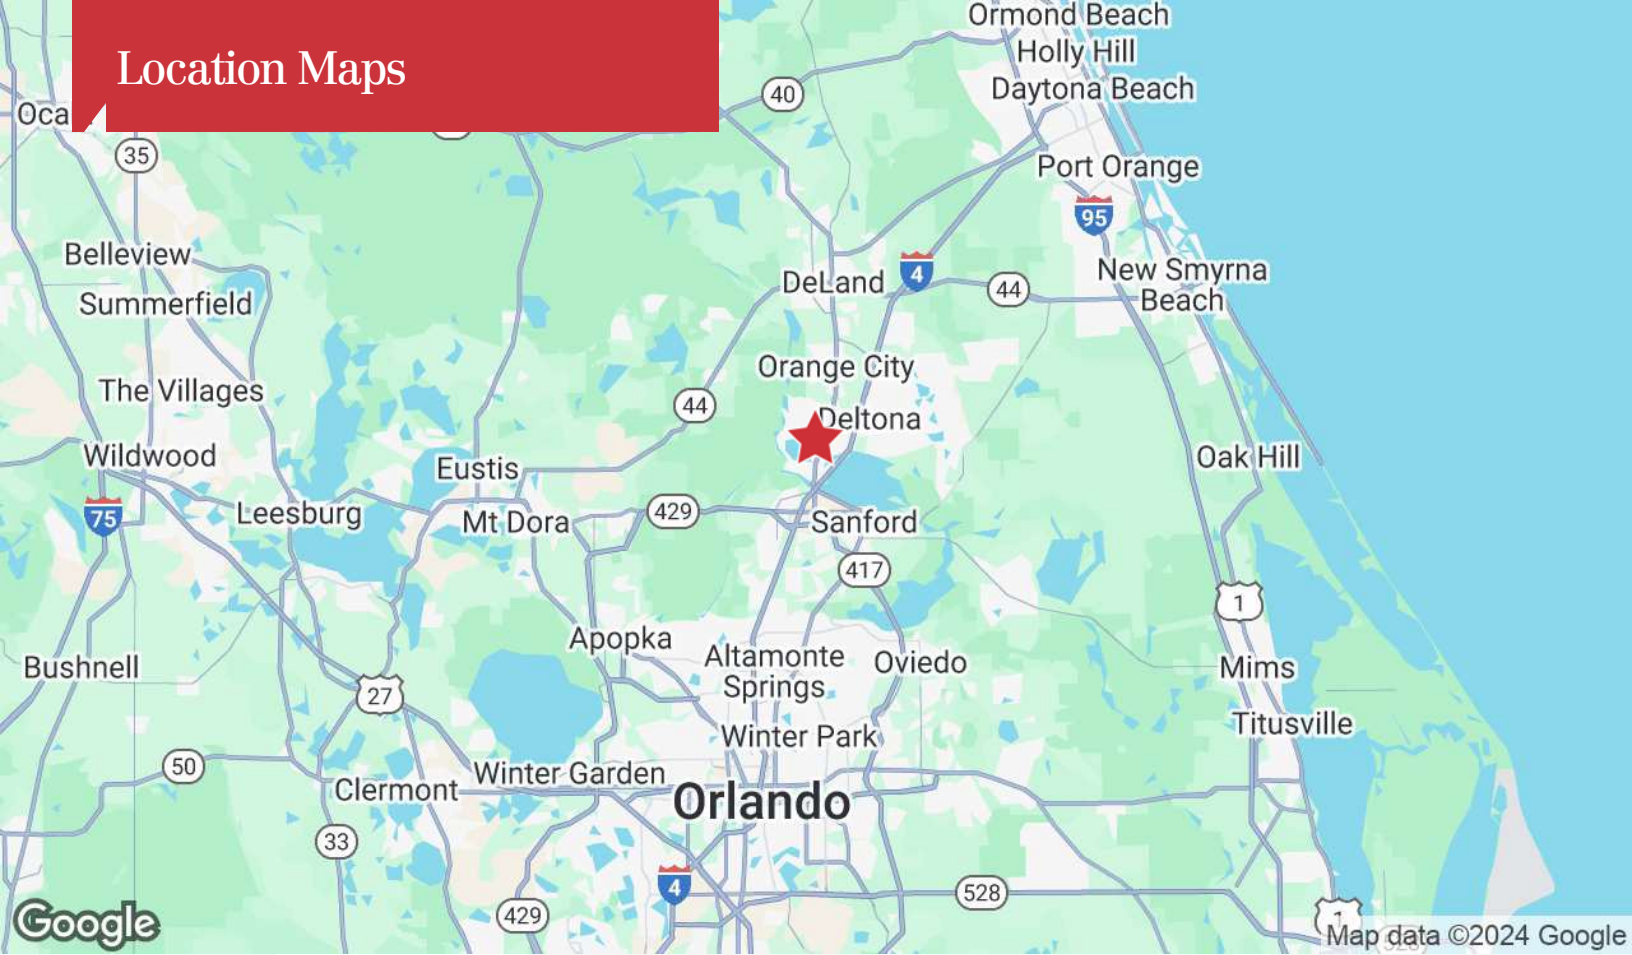 Location Maps
Ormond Beach
Holly Hill
Daytona Beach
40
Oca
35
Port Orange
95
Belleview
4
New Smyrna
Beach
DeLand
44
Summerfield
Orange City
The Villages
44
Deltona
Wildwood
Eustis
Oak Hill
75
Leesburg
Mt Dora
429
Sanford
417
1
Apopka
Altamonte
Springs
Oviedo
Bushnell
Mims
27
Titusville
Winter Park
50
Winter Garden
Clermont
Orlando
33
4
528
429
1
Google
Map data ©2024 Google